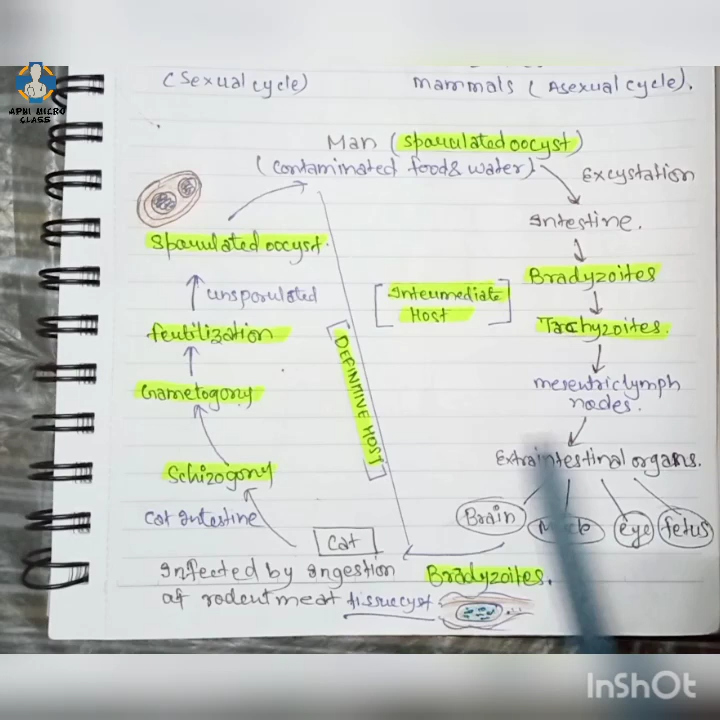 APNI MICRO
CLASS
(Sexual cycle)
mammals (Asexual cycle).
Man (sporulated oocyst)
(contaminated food & water)
Excystation
Intestine.
Bradyzoites
Tachyzoites.
mesentric lymph
nodes.
Extraintestinal organs.
Brain
eye
fetus
Bradyzoites.
Intermediate
Host
DEFINITIVE HOST
Sporulated oocyst.
unsporulated
fertilization
Gametogony
Schizogony
Cat Intestine
Cat
Infected by Ingestion
of rodent meat tissue cyst
InShOt